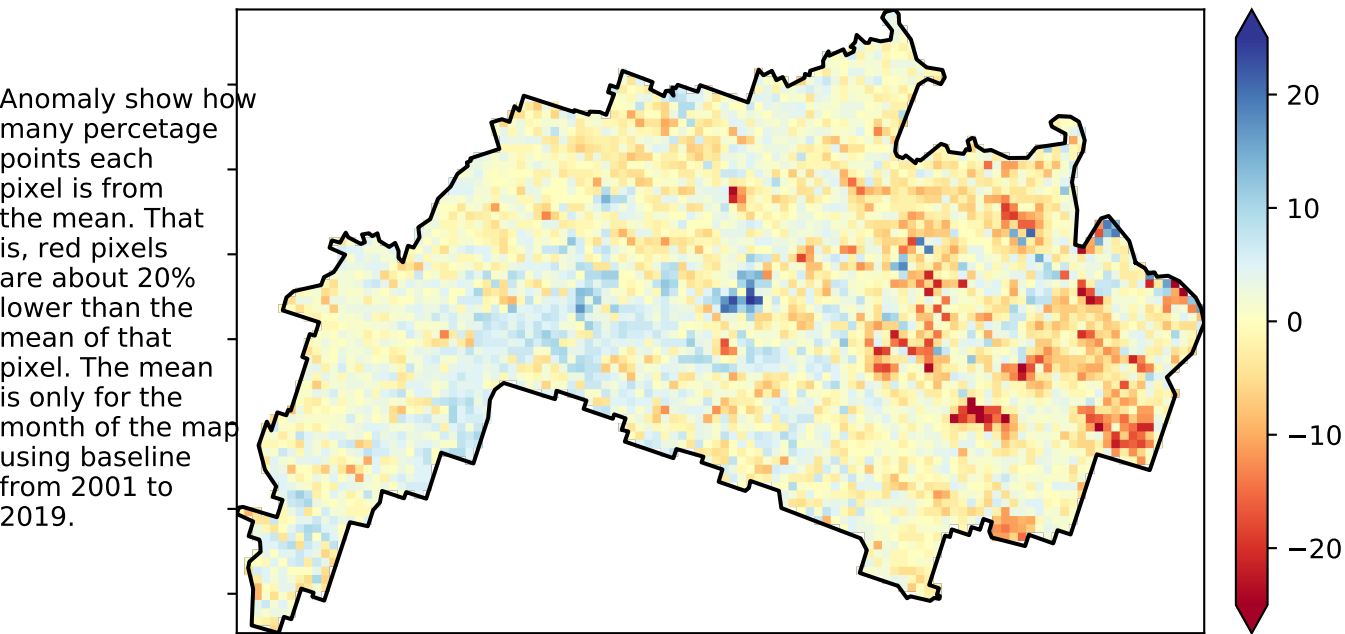 Anomaly show how
many percetage
points each
pixel is from
the mean. That
is, red pixels
are about 20%
lower than the
mean of that
pixel. The mean
is only for the
month of the map
using baseline
from 2001 to
2019.
20
10
0
−10
−20